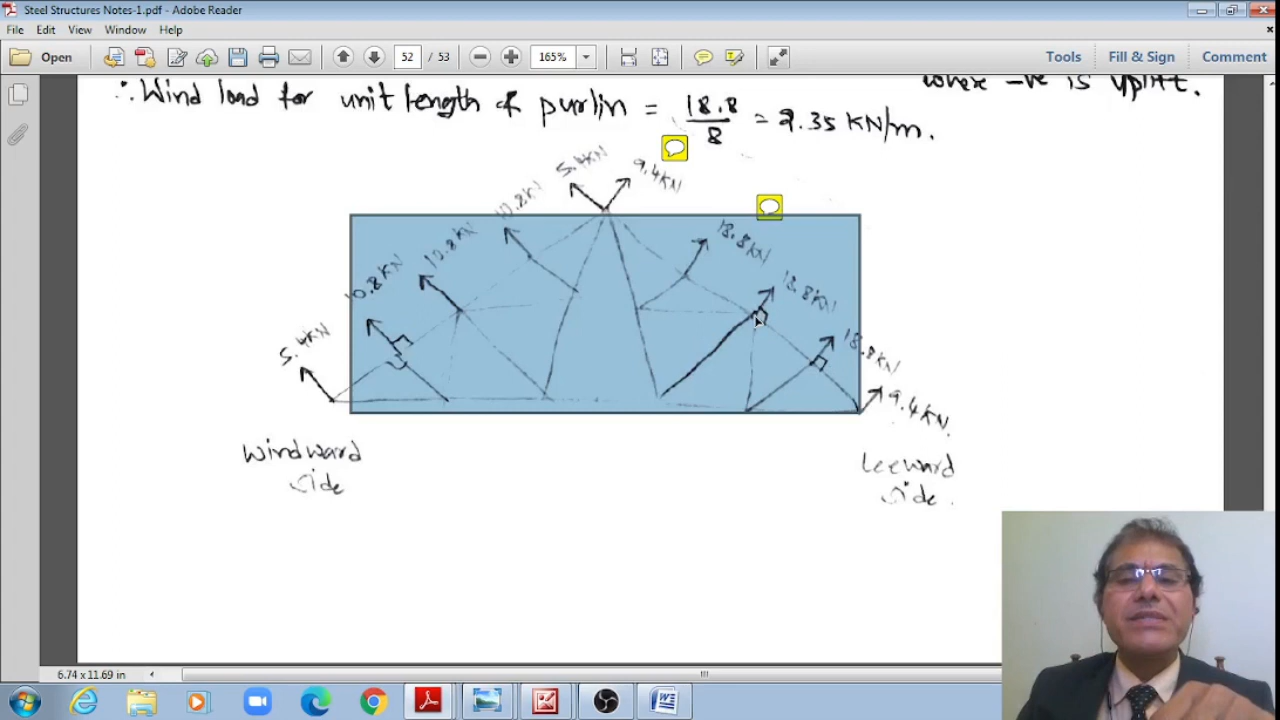 Steel Structures Notes-1.pdf - Adobe Reader
File Edit View Window Help
Open 52 / 53 165% Tools Fill & Sign Comment
where -ve is uplift.
∴ Wind load for unit length of purlin = 18.8/8 = 2.35 KN/m.
5.4KN 9.4KN
10.8KN 18.8KN
10.8KN 18.8KN
10.8KN 18.8KN
5.4KN 9.4KN.
Windward side
Leeward side.
6.74 x 11.69 in